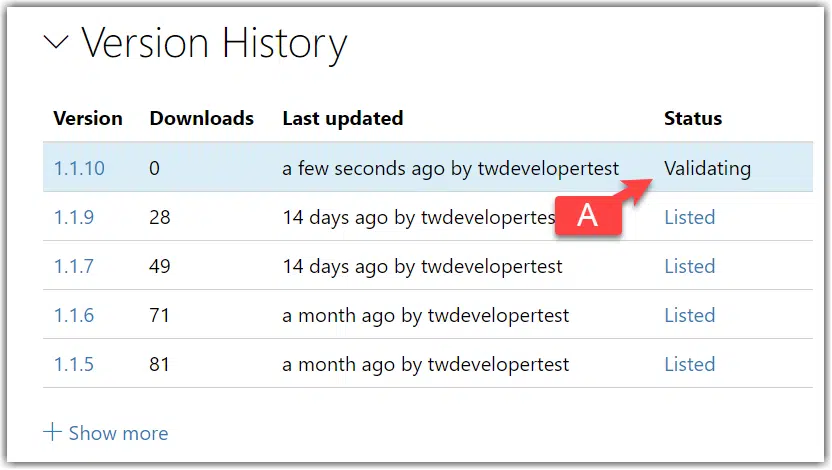 Version History
Version Downloads Last updated Status
1.1.10 0 a few seconds ago by twdevelopertest Validating
1.1.9 28 14 days ago by twdevelopertes A Listed
1.1.7 49 14 days ago by twdevelopertest Listed
1.1.6 71 a month ago by twdevelopertest Listed
1.1.5 81 a month ago by twdevelopertest Listed
+ Show more